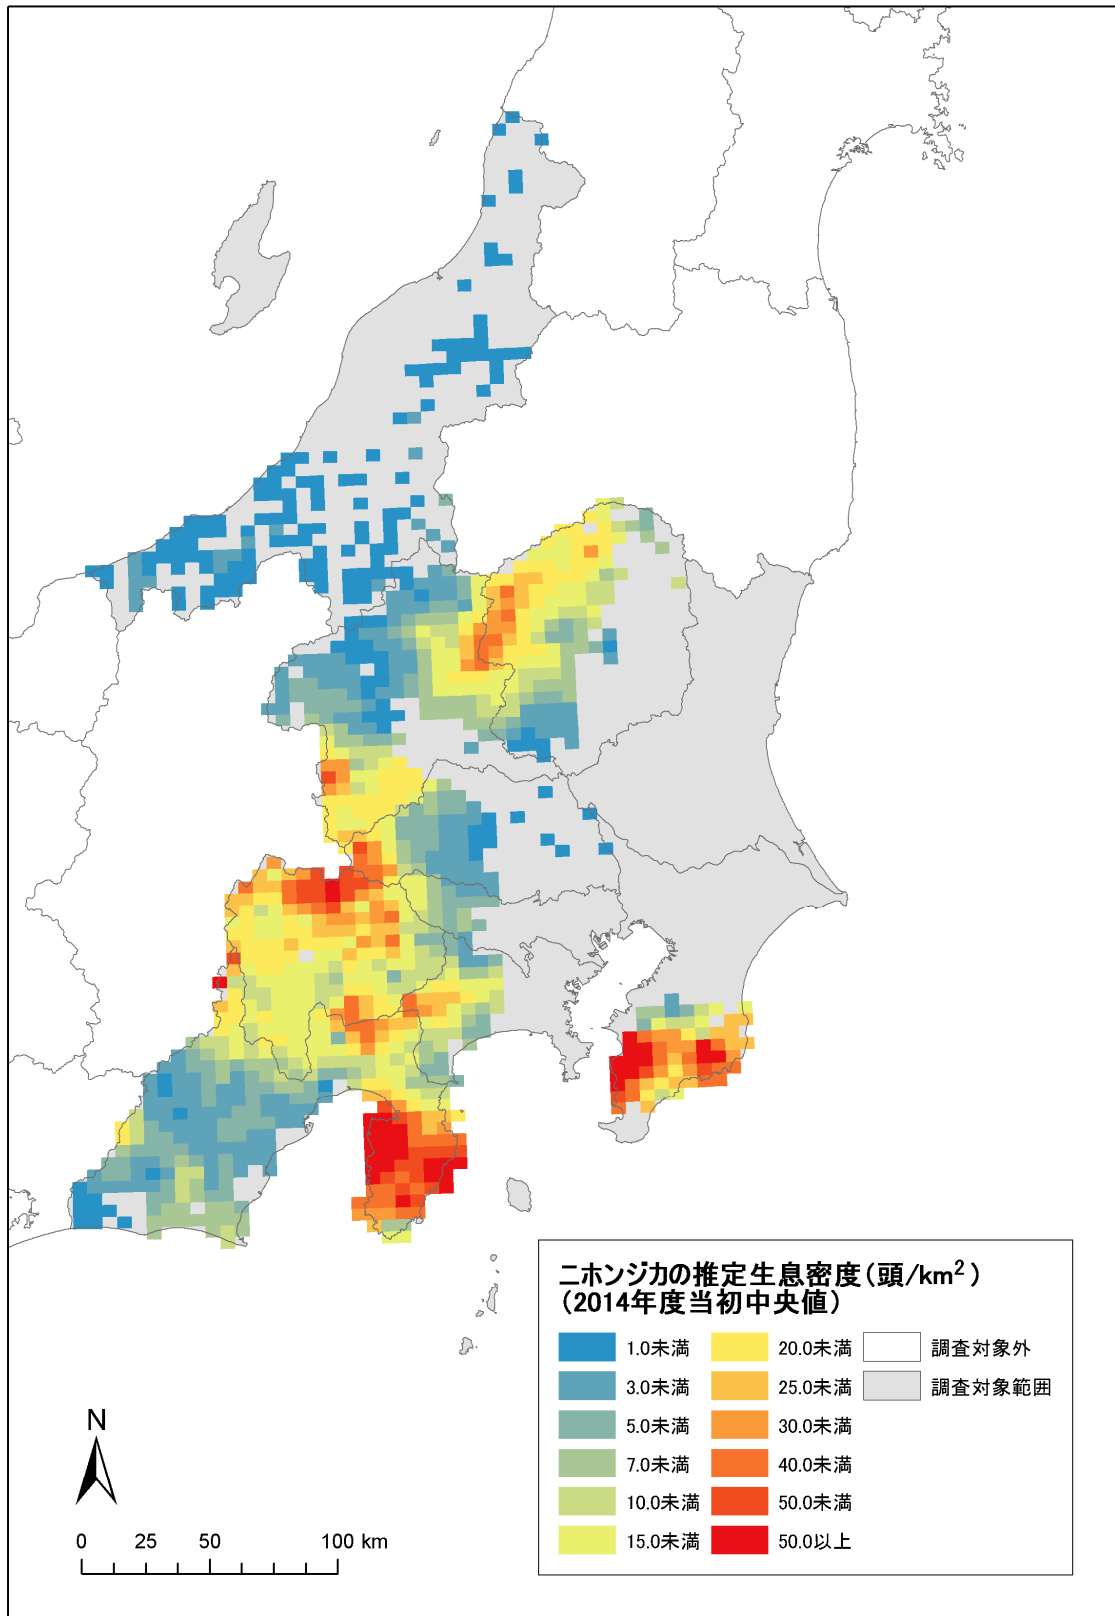 ニホンジカの推定生息密度（頭/km2）
（2014年度当初中央値）
1.0未満
3.0未満
5.0未満
7.0未満
10.0未満
15.0未満
20.0未満
25.0未満
30.0未満
40.0未満
50.0未満
50.0以上
調査対象外
調査対象範囲
N
0 25 50 100 km